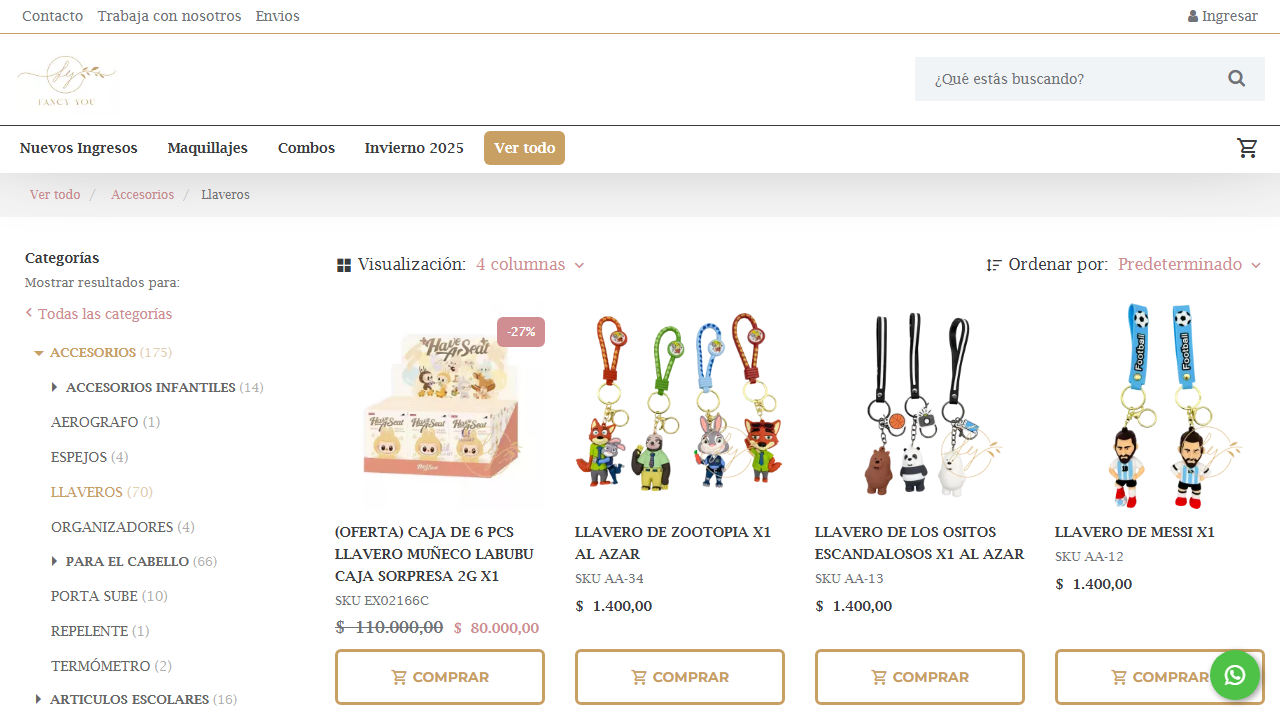 Contacto Trabaja con nosotros Envios Ingresar
FANCY YOU
¿Qué estás buscando?
Nuevos Ingresos Maquillajes Combos Invierno 2025 Ver todo
Ver todo / Accesorios / Llaveros
Categorías
Mostrar resultados para:
Todas las categorías
ACCESORIOS (175)
ACCESORIOS INFANTILES (14)
AEROGRAFO (1)
ESPEJOS (4)
LLAVEROS (70)
ORGANIZADORES (4)
PARA EL CABELLO (66)
PORTA SUBE (10)
REPELENTE (1)
TERMÓMETRO (2)
ARTICULOS ESCOLARES (16)
Visualización: 4 columnas
Ordenar por: Predeterminado
-27%
Have A Seat
Have A Seat
Football
Football
(OFERTA) CAJA DE 6 PCS
LLAVERO MUÑECO LABUBU
CAJA SORPRESA 2G X1
SKU EX02166C
$ 110.000,00 $ 80.000,00
COMPRAR
LLAVERO DE ZOOTOPIA X1
AL AZAR
SKU AA-34
$ 1.400,00
COMPRAR
LLAVERO DE LOS OSITOS
ESCANDALOSOS X1 AL AZAR
SKU AA-13
$ 1.400,00
COMPRAR
LLAVERO DE MESSI X1
SKU AA-12
$ 1.400,00
COMPRAR